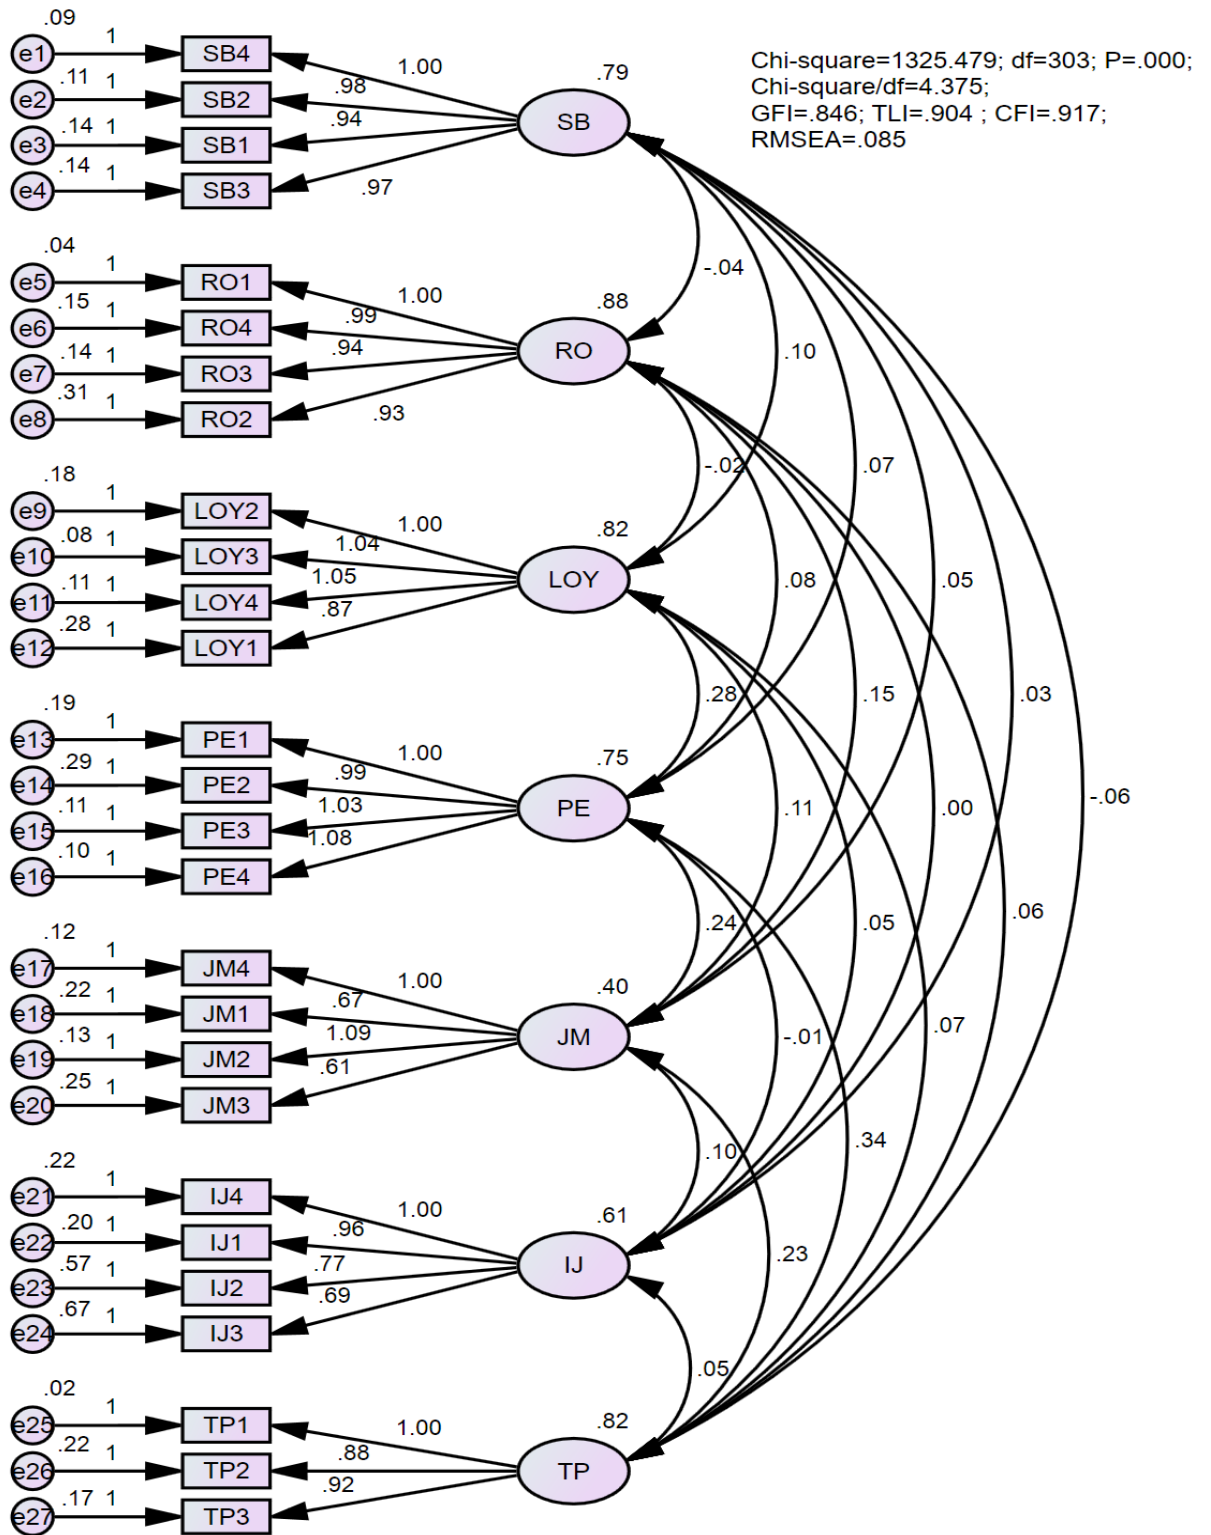 Chi-square=1325.479; df=303; P=.000;
Chi-square/df=4.375;
GFI=.846; TLI=.904 ; CFI=.917;
RMSEA=.085
.09
e1 1 SB4 1.00 .79
.11
e2 1 SB2 .98
SB
.14
e3 1 SB1 .94
.14
e4 1 SB3 .97
-.04
.04
e5 1 RO1 1.00 .88
.15
e6 1 RO4 .99
RO .10
.14
e7 1 RO3 .94
.31
e8 1 RO2 .93
-.02 .07
.18
e9 1 LOY2 1.00 .82
.08
e10 1 LOY3 1.04
LOY .08 .05
.11
e11 1 LOY4 1.05
.28
e12 1 LOY1 .87
.28 .15 .03
.19
e13 1 PE1 1.00 .75
.29
e14 1 PE2 .99
PE .11 .00 -.06
.11
e15 1 PE3 1.03
.10
e16 1 PE4 1.08
.24 .05 .06
.12
e17 1 JM4 1.00 .40
.22
e18 1 JM1 .67
JM -.01 .07
.13
e19 1 JM2 1.09
.25
e20 1 JM3 .61
.10 .34
.22
e21 1 IJ4 1.00 .61
.20
e22 1 IJ1 .96
IJ .23
.57
e23 1 IJ2 .77
.67
e24 1 IJ3 .69
.05
.02
e25 1 TP1 1.00 .82
.22
e26 1 TP2 .88
TP
.17
e27 1 TP3 .92